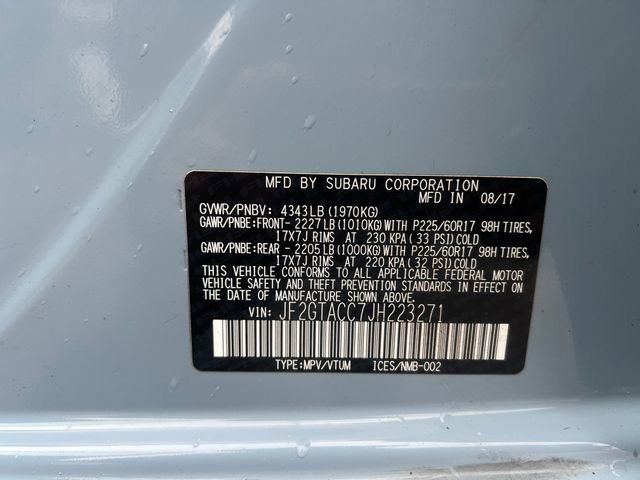 MFD BY SUBARU CORPORATION
MFD IN 08/17
GVWR/PNBV: 4343LB(1970KG)
GAWR/PNBE:FRONT- 2227LB(1010KG)WITH P225/60R17 98H TIRES,
17X7J RIMS AT 230 KPA(33 PSI)COLD
GAWR/PNBE:REAR - 2205LB(1000KG)WITH P225/60R17 98H TIRES,
17X7J RIMS AT 220 KPA(32 PSI)COLD
THIS VEHICLE CONFORMS TO ALL APPLICABLE FEDERAL MOTOR
VEHICLE SAFETY, BUMPER, AND THEFT PREVENTION STANDARDS IN EFFECT
ON THE DATE OF MANUFACTURE SHOWN ABOVE.
VIN: JF2GTACC7JH223271
TYPE:MPV/VTUM ICES/NMB-002